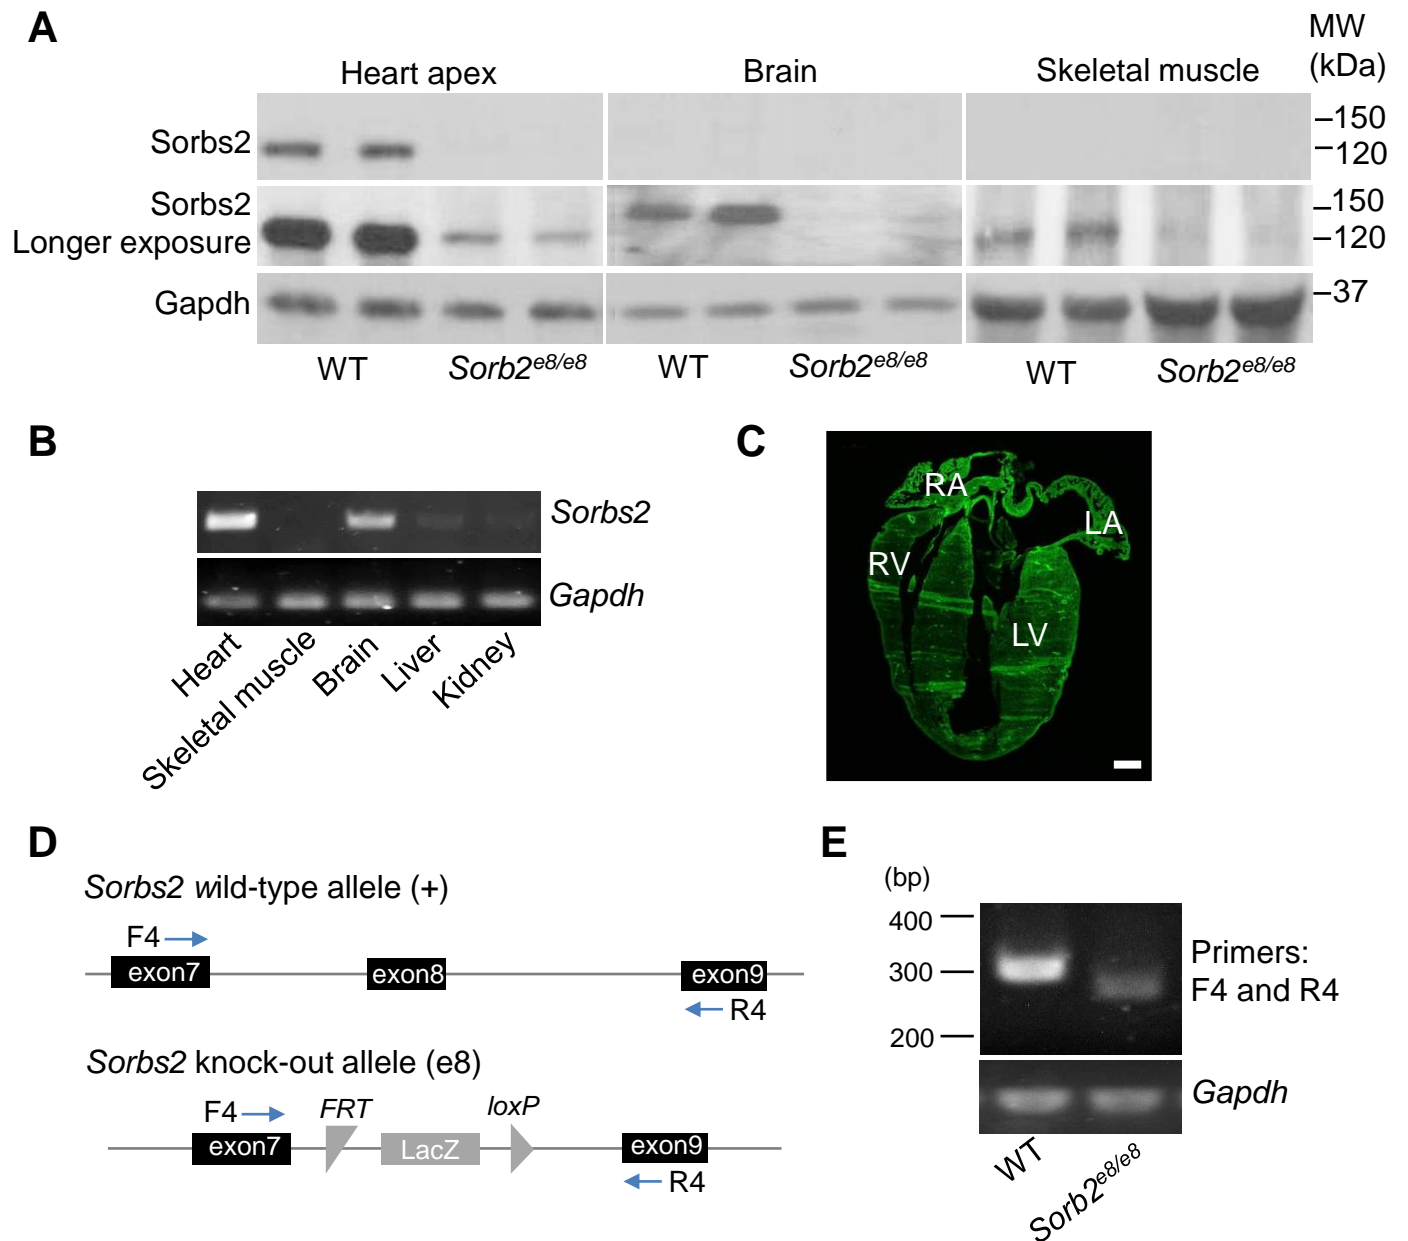 A
MW
(kDa)
Heart apex
Brain
Skeletal muscle
Sorbs2
–150
–120
Sorbs2
Longer exposure
–150
–120
Gapdh
–37
WT
Sorb2e8/e8
WT
Sorb2e8/e8
WT
Sorb2e8/e8
B
Sorbs2
Gapdh
Heart
Skeletal muscle
Brain
Liver
Kidney
C
RA
LA
RV
LV
D
Sorbs2 wild-type allele (+)
F4
exon7
exon8
exon9
R4
Sorbs2 knock-out allele (e8)
F4
FRT
loxP
exon7
LacZ
exon9
R4
E
(bp)
400
300
200
Primers:
F4 and R4
Gapdh
WT
Sorb2e8/e8